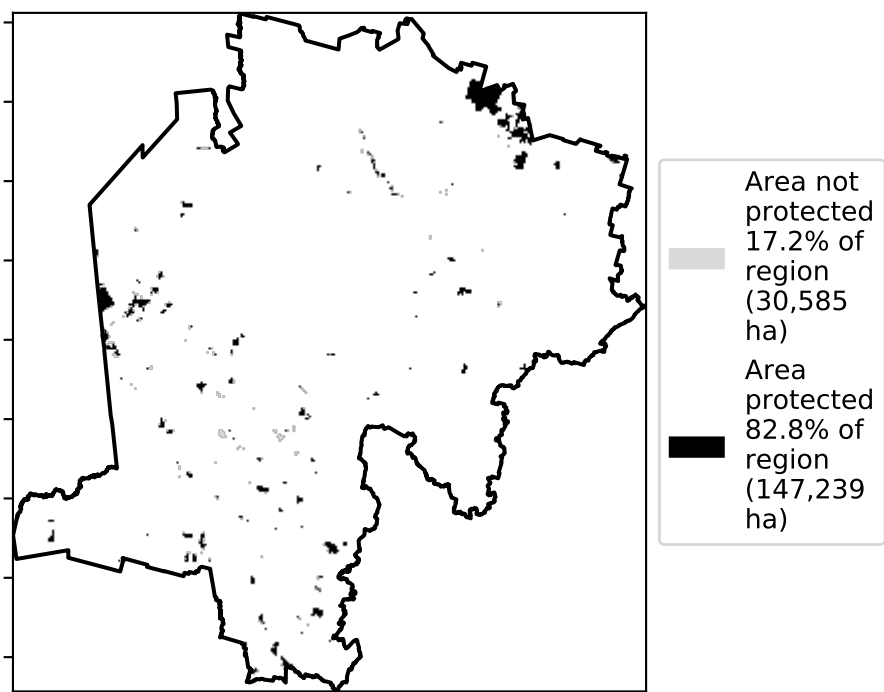 Area not
protected
17.2% of
region
(30,585
ha)
Area
protected
82.8% of
region
(147,239
ha)